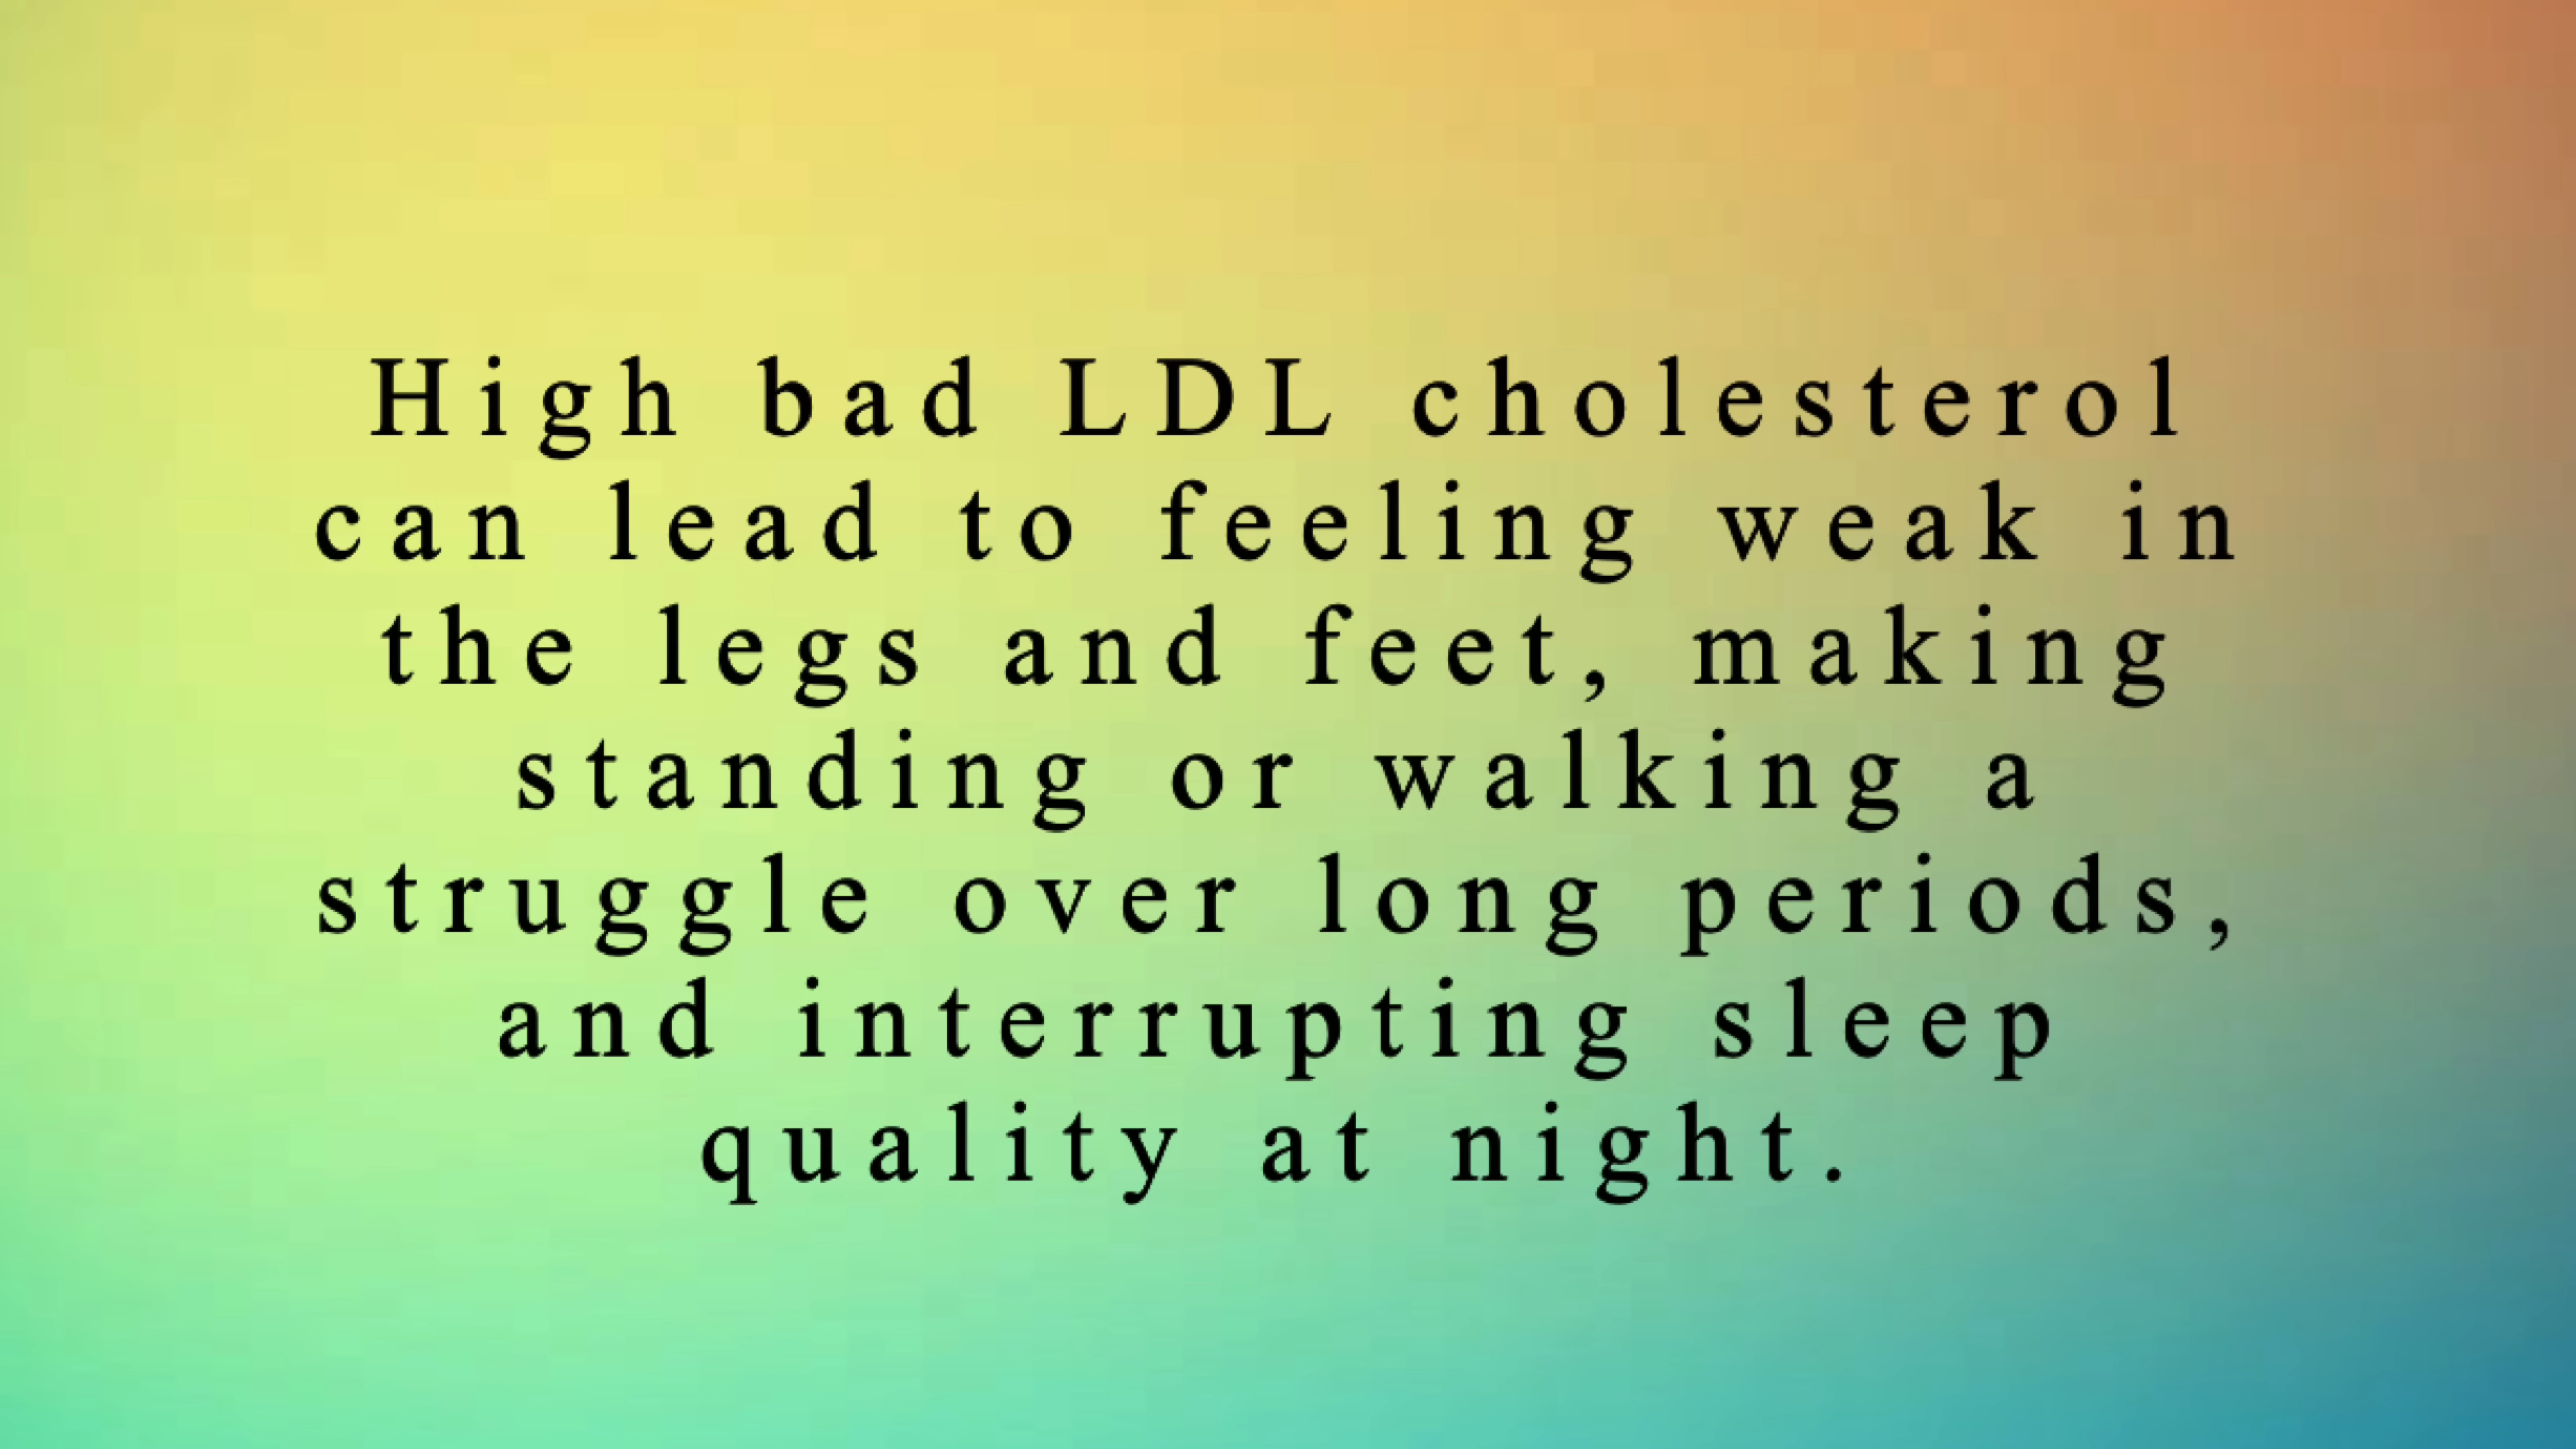 High bad LDL cholesterol
can lead to feeling weak in
the legs and feet, making
standing or walking a
struggle over long periods,
and interrupting sleep
quality at night.